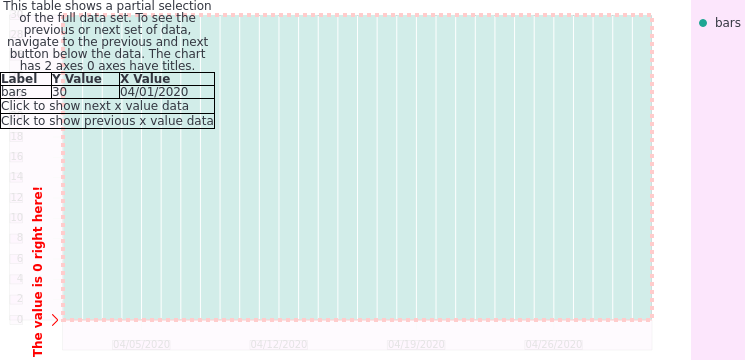 This table shows a partial selection
of the full data set. To see the
previous or next set of data,
navigate to the previous and next
button below the data. The chart
has 2 axes 0 axes have titles.
Label Y Value X Value
bars 30 04/01/2020
Click to show next x value data
Click to show previous x value data
bars
18
16
14
12
10
8
6
4
2
0
The value is 0 right here!
04/05/2020 04/12/2020 04/19/2020 04/26/2020